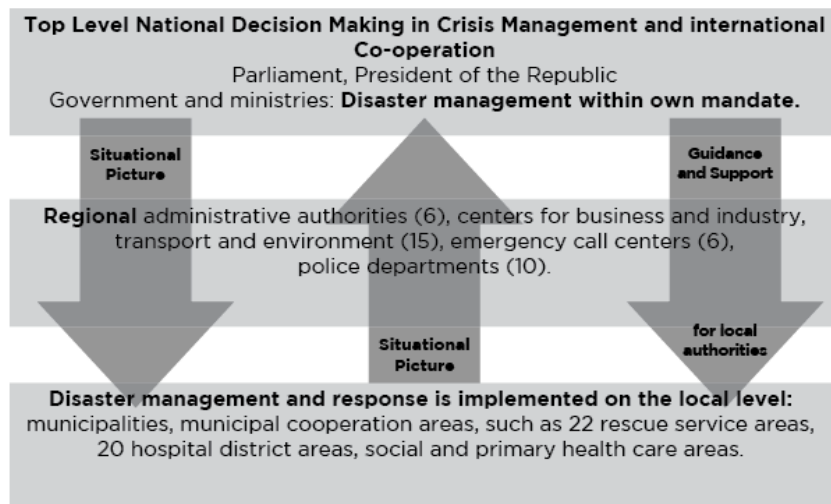 Top Level National Decision Making in Crisis Management and international
Co-operation
Parliament, President of the Republic
Government and ministries: Disaster management within own mandate.
Situational
Picture
Guidance
and Support
Regional administrative authorities (6), centers for business and industry,
transport and environment (15), emergency call centers (6),
police departments (10).
Situational
Picture
for local
authorities
Disaster management and response is implemented on the local level:
municipalities, municipal cooperation areas, such as 22 rescue service areas,
20 hospital district areas, social and primary health care areas.